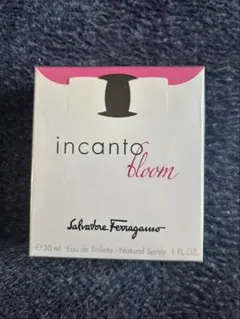 incanto
bloom
Salvatore Ferragamo
e 30 ml Eau de Toilette - Natural Spray 1 FL.OZ.